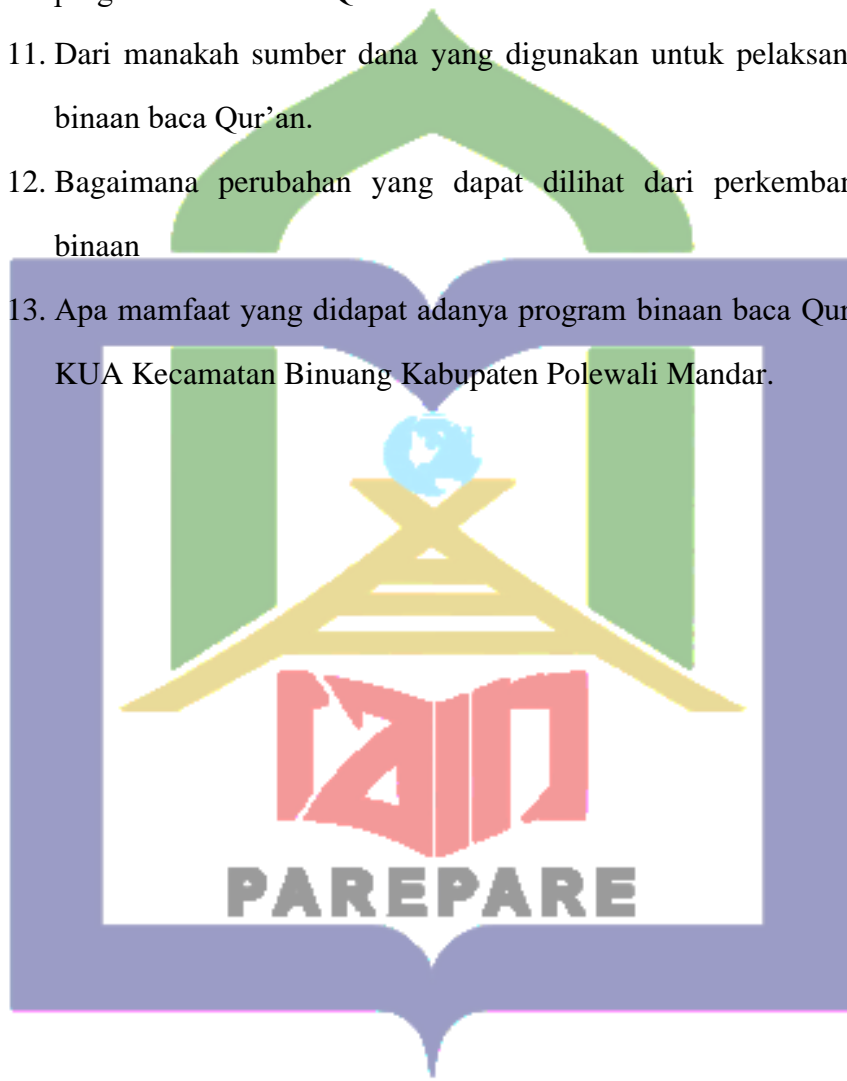 11. Dari manakah sumber dana yang digunakan untuk pelaksan
binaan baca Qur’an.
12. Bagaimana perubahan yang dapat dilihat dari perkembar
binaan
13. Apa mamfaat yang didapat adanya program binaan baca Qur
KUA Kecamatan Binuang Kabupaten Polewali Mandar.
iain
PAREPARE